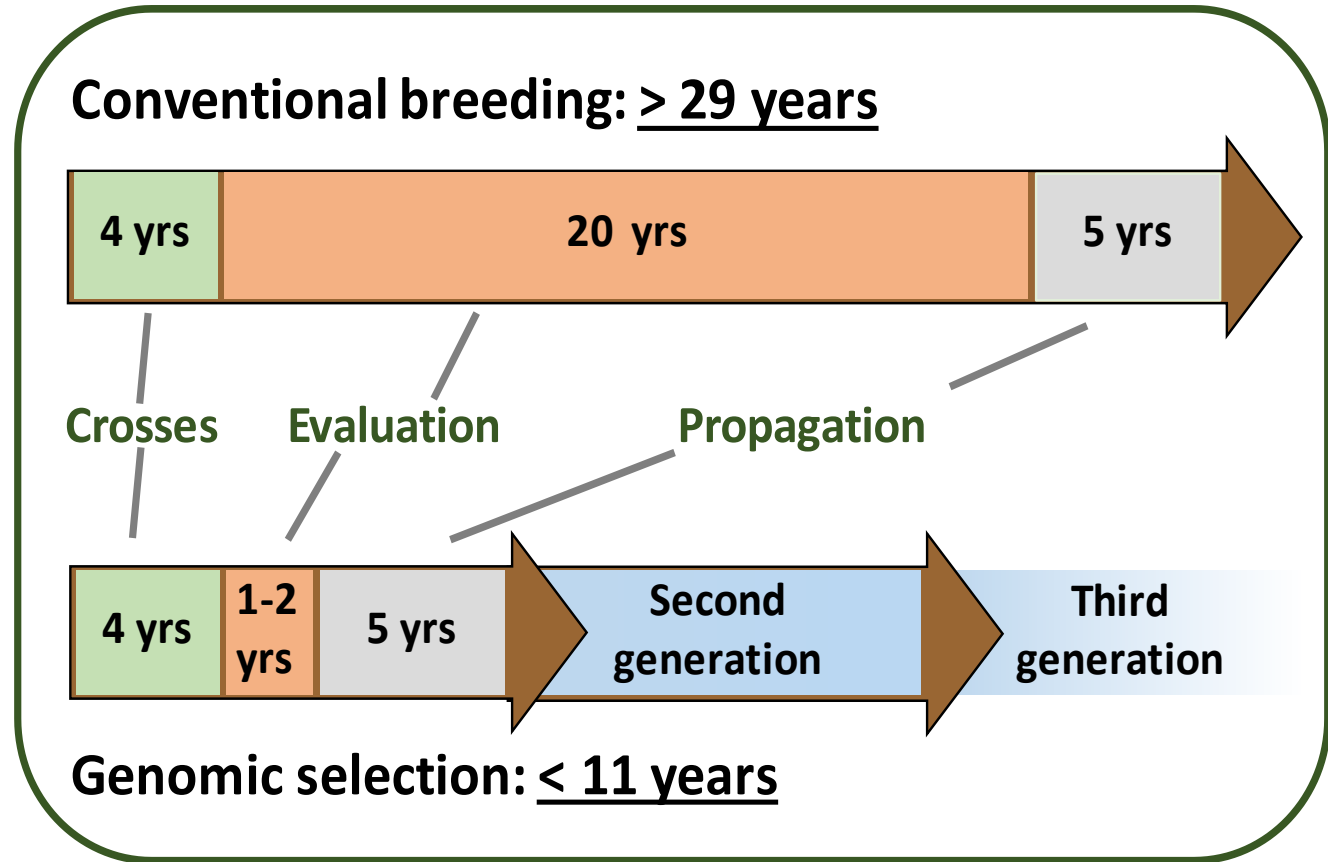 Conventional breeding: > 29 years
4 yrs
20 yrs
5 yrs
Crosses
Evaluation
Propagation
4 yrs
1-2
yrs
5 yrs
Second
generation
Third
generation
Genomic selection: < 11 years